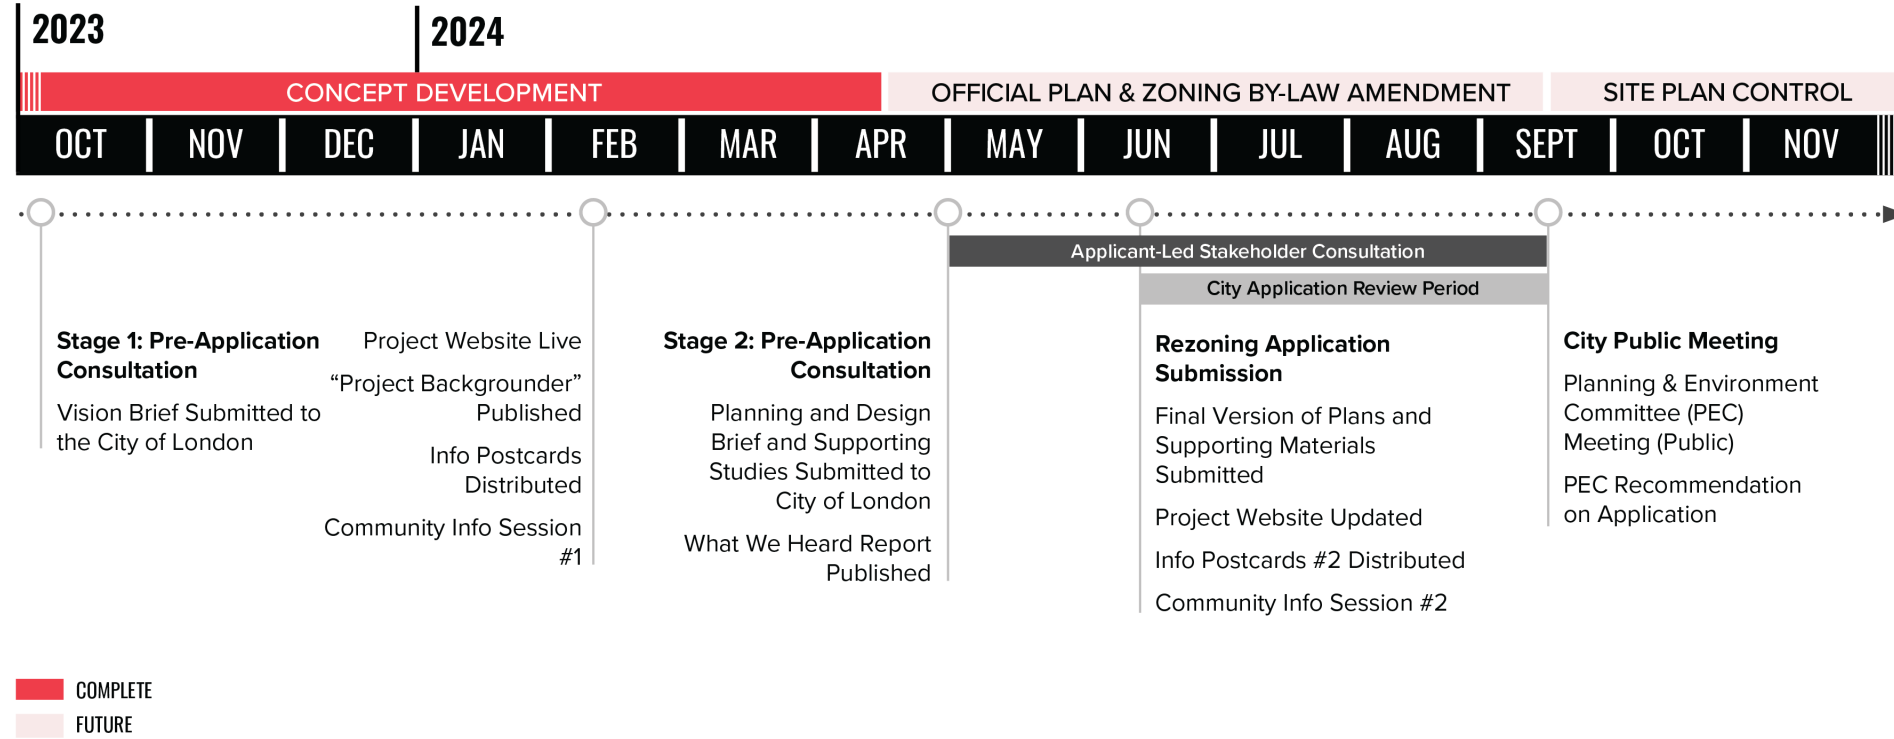 2023
2024
CONCEPT DEVELOPMENT
OFFICIAL PLAN & ZONING BY-LAW AMENDMENT
SITE PLAN CONTROL
OCT
NOV
DEC
JAN
FEB
MAR
APR
MAY
JUN
JUL
AUG
SEPT
OCT
NOV
Applicant-Led Stakeholder Consultation
City Application Review Period
Stage 1: Pre-Application
Consultation
Vision Brief Submitted to
the City of London
Project Website Live
“Project Backgrounder”
Published
Info Postcards
Distributed
Community Info Session
#1
Stage 2: Pre-Application
Consultation
Planning and Design
Brief and Supporting
Studies Submitted to
City of London
What We Heard Report
Published
Rezoning Application
Submission
Final Version of Plans and
Supporting Materials
Submitted
Project Website Updated
Info Postcards #2 Distributed
Community Info Session #2
City Public Meeting
Planning & Environment
Committee (PEC)
Meeting (Public)
PEC Recommendation
on Application
COMPLETE
FUTURE